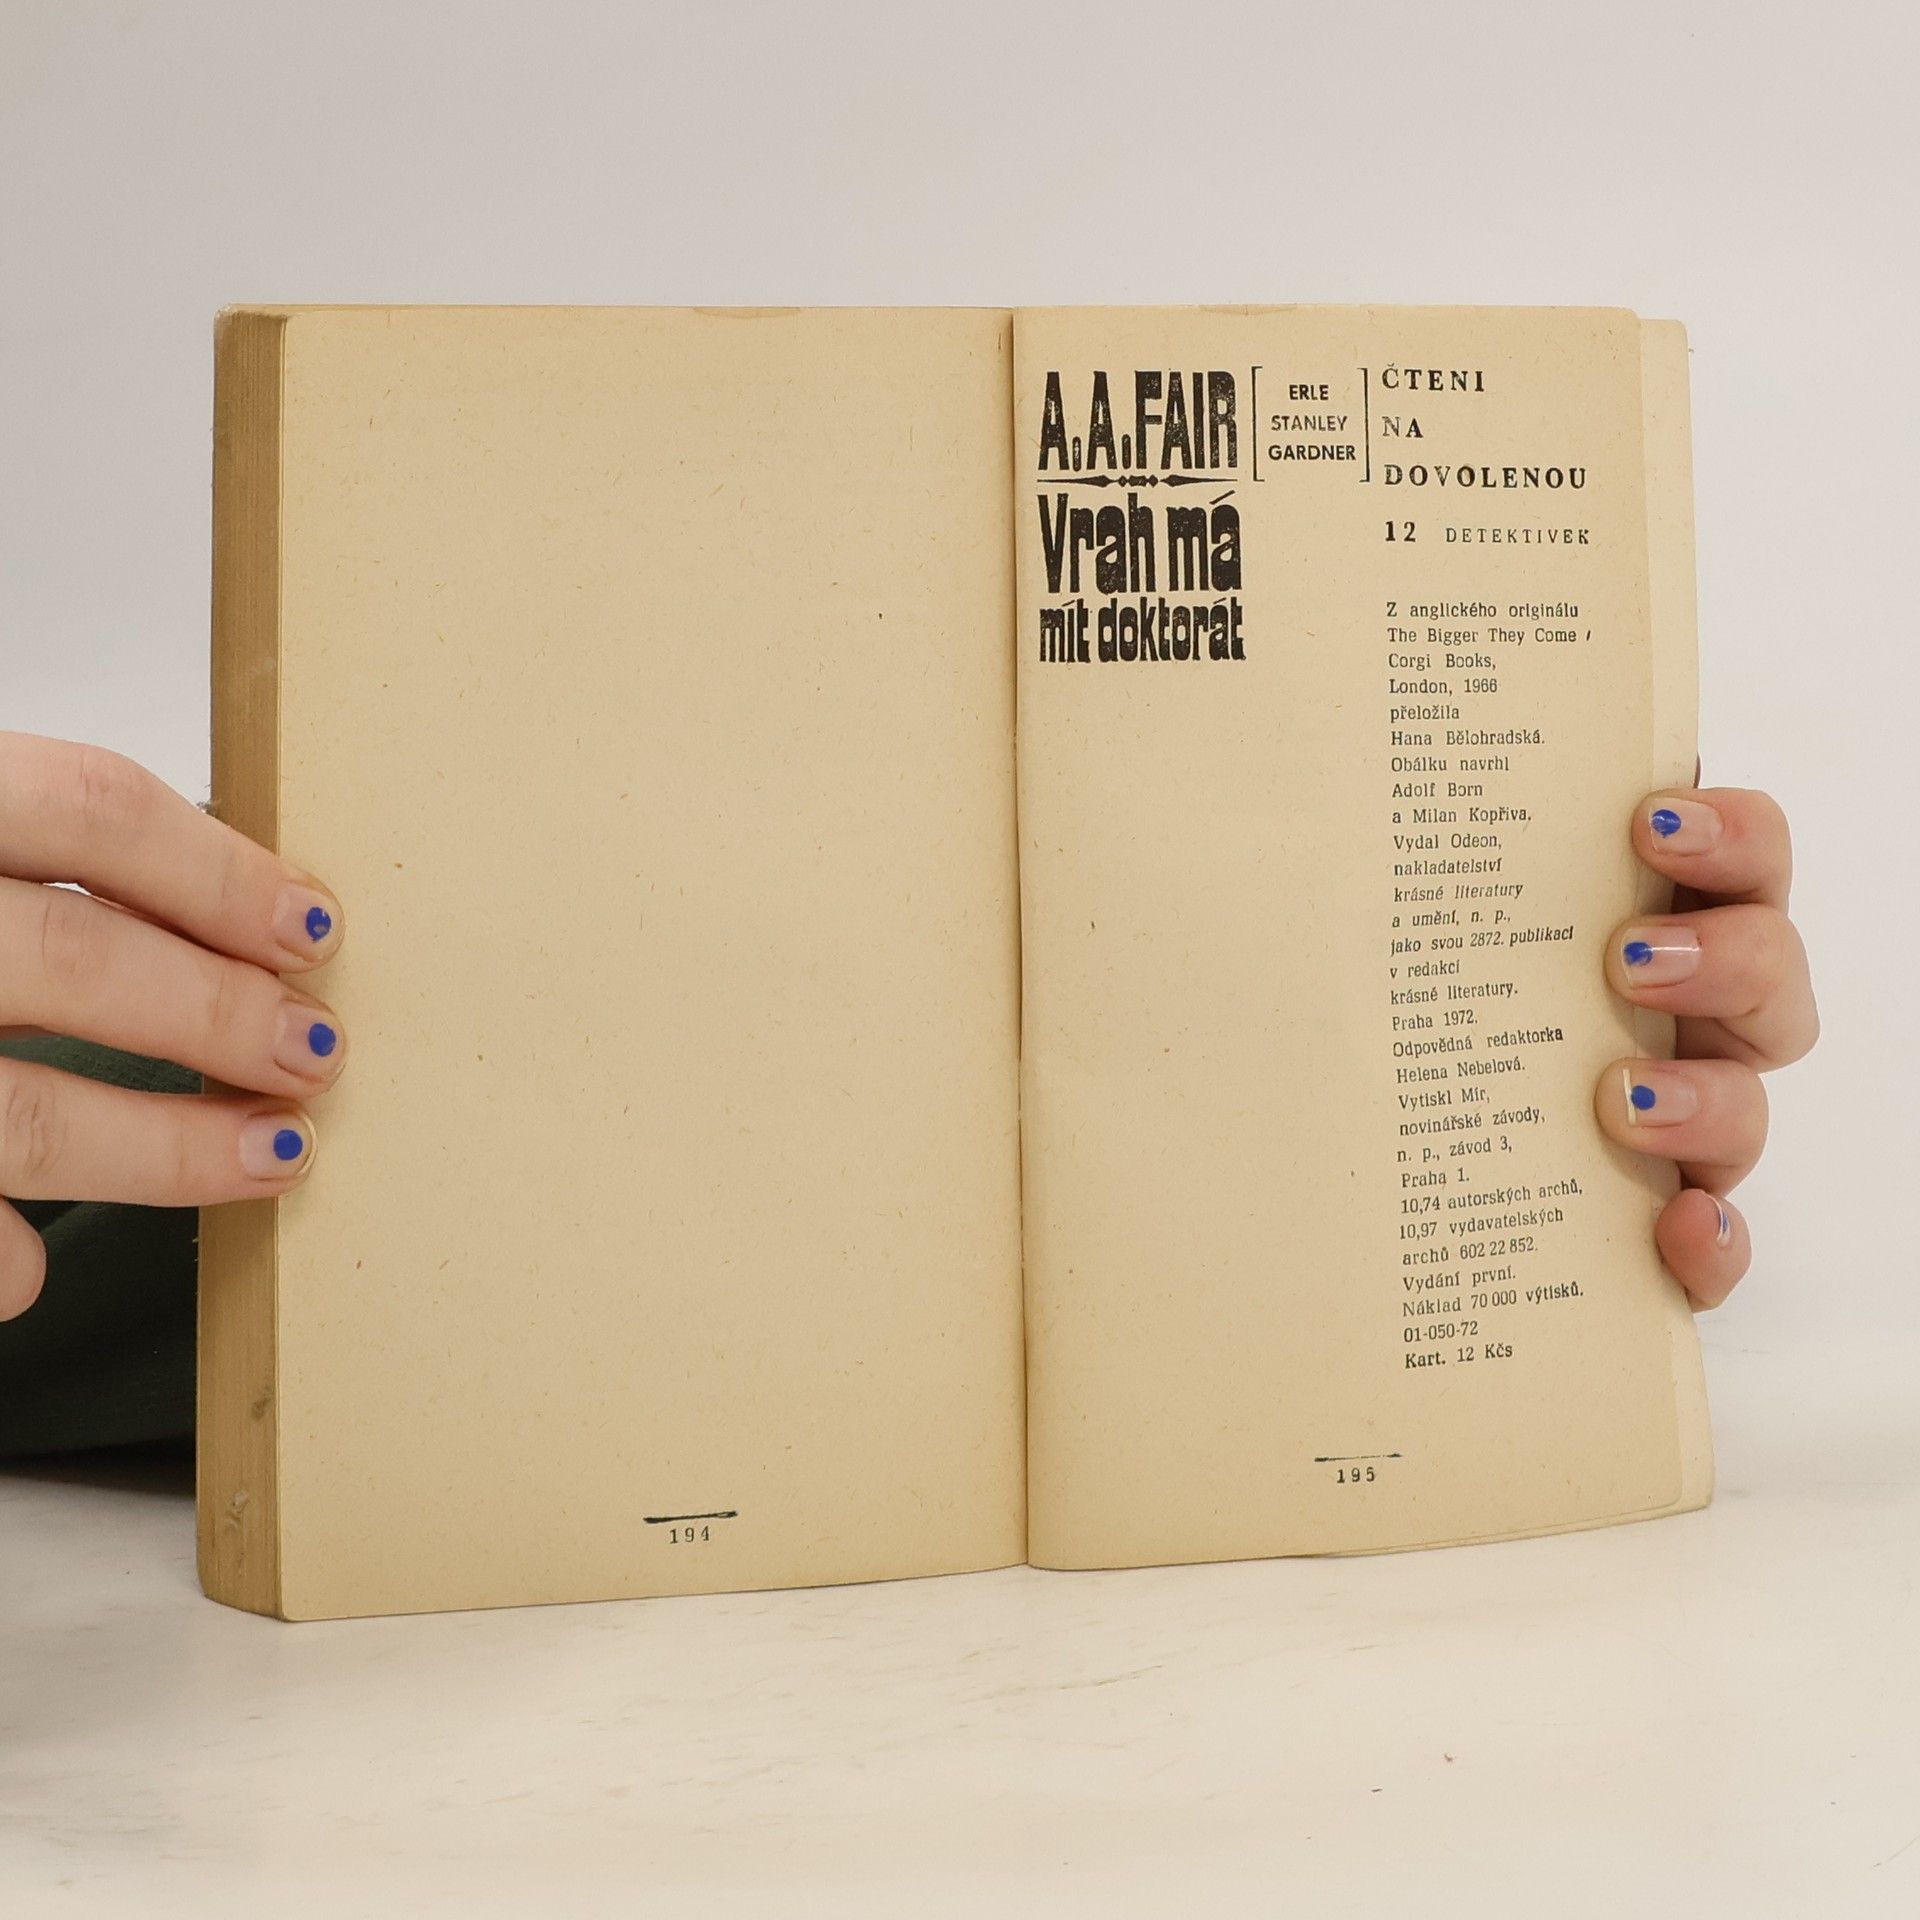 194
A.A.FAIR
[ERLE
STANLEY
GARDNER]
Vrah má
mít doktorát
ČTENI
NA
DOVOLENOU
12 DETEKTIVEK
Z anglického originálu
The Bigger They Come /
Corgi Books,
London, 1966
přeložila
Hana Bělohradská.
Obálku navrhl
Adolf Born
a Milan Kopřiva.
Vydal Odeon,
nakladatelství
krásné literatury
a umění, n. p.,
jako svou 2872. publikaci
v redakci
krásné literatury.
Praha 1972.
Odpovědná redaktorka
Helena Nebelová.
Vytiskl Mír,
novinářské závody,
n. p., závod 3,
Praha 1.
10,74 autorských archů,
10,97 vydavatelských
archů 602 22 852.
Vydání první.
Náklad 70 000 výtisků.
01-050-72
Kart. 12 Kčs
195